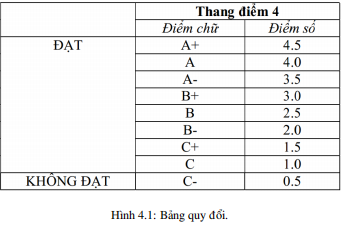 Thang điểm 4
Điểm chữ Điểm số
ĐẠT A+ 4.5
A 4.0
A- 3.5
B+ 3.0
B 2.5
B- 2.0
C+ 1.5
C 1.0
KHÔNG ĐẠT C- 0.5
Hình 4.1: Bảng quy đổi.